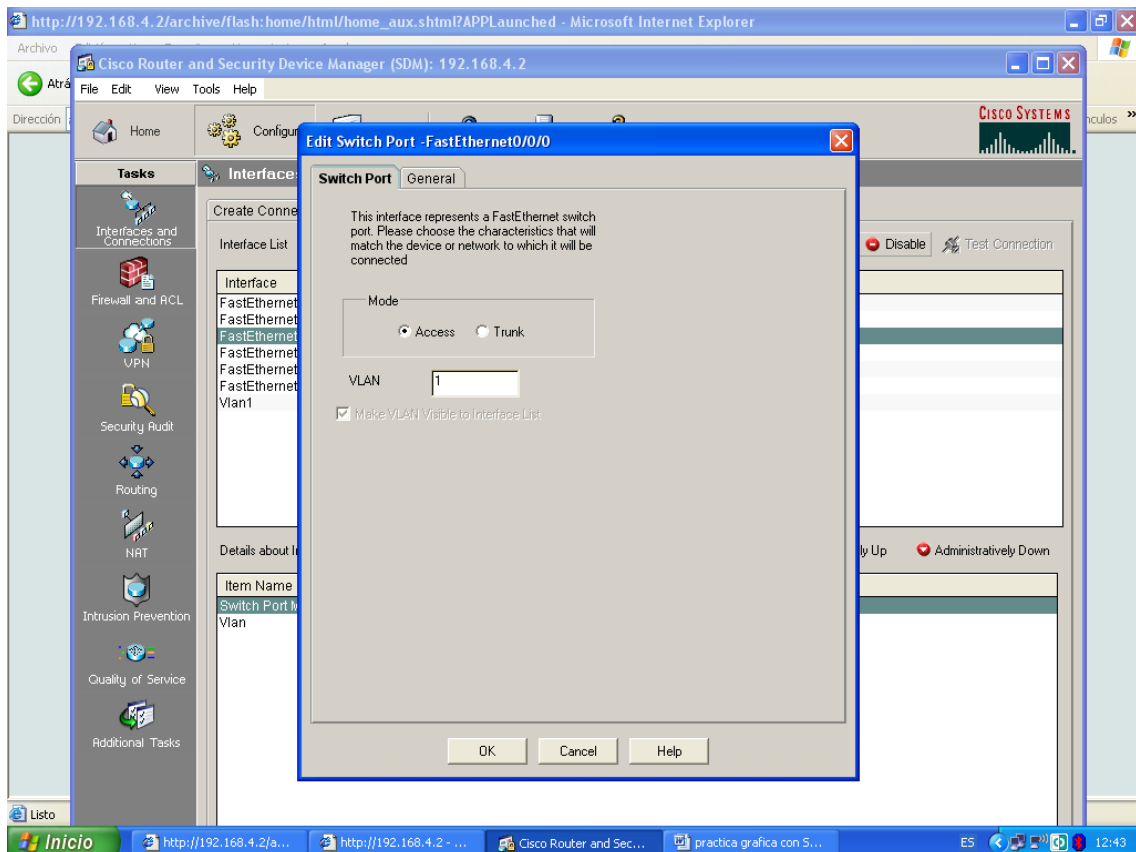 http://192.168.4.2/archive/flash:home/html/home_aux.shtml?APPLaunched - Microsoft Internet Explorer
Archivo
Atrá
Dirección
nculos »
Cisco Router and Security Device Manager (SDM): 192.168.4.2
File Edit View Tools Help
Home
Configur
CISCO SYSTEMS
Tasks
Interfaces
Interfaces and Connections
Firewall and ACL
VPN
Security Audit
Routing
NAT
Intrusion Prevention
Quality of Service
Additional Tasks
Create Conne
Interface List
Disable
Test Connection
Interface
FastEthernet
FastEthernet
FastEthernet
FastEthernet
FastEthernet
FastEthernet
Vlan1
Details about I
ly Up
Administratively Down
Item Name
Switch Port M
Vlan
Edit Switch Port -FastEthernet0/0/0
Switch Port
General
This interface represents a FastEthernet switch
port. Please choose the characteristics that will
match the device or network to which it will be
connected
Mode
Access
Trunk
VLAN
1
Make VLAN Visible to Interface List
OK
Cancel
Help
Listo
Inicio
http://192.168.4.2/a...
http://192.168.4.2 - ...
Cisco Router and Sec...
practica grafica con S...
ES
12:43